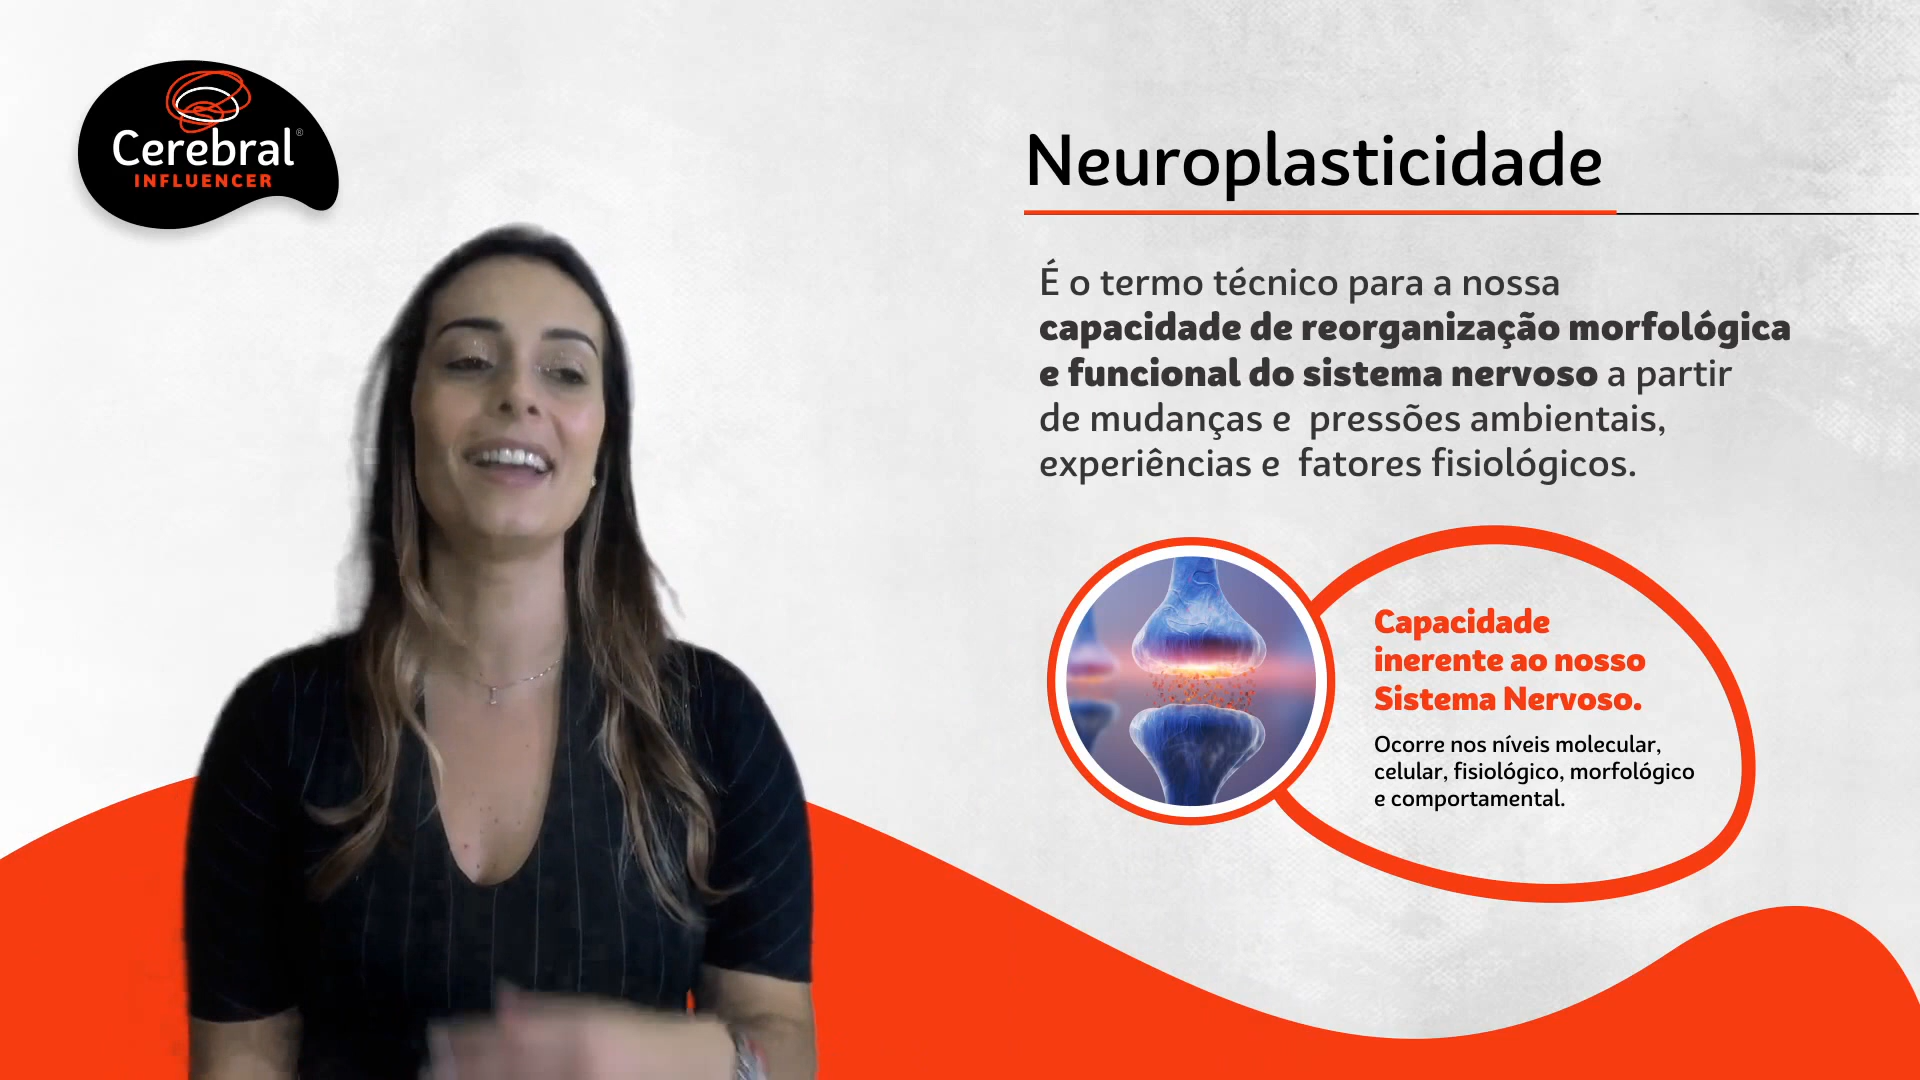 Cerebral®
INFLUENCER
Neuroplasticidade
É o termo técnico para a nossa
capacidade de reorganização morfológica
e funcional do sistema nervoso a partir
de mudanças e pressões ambientais,
experiências e fatores fisiológicos.
Capacidade
inerente ao nosso
Sistema Nervoso.
Ocorre nos níveis molecular,
celular, fisiológico, morfológico
e comportamental.